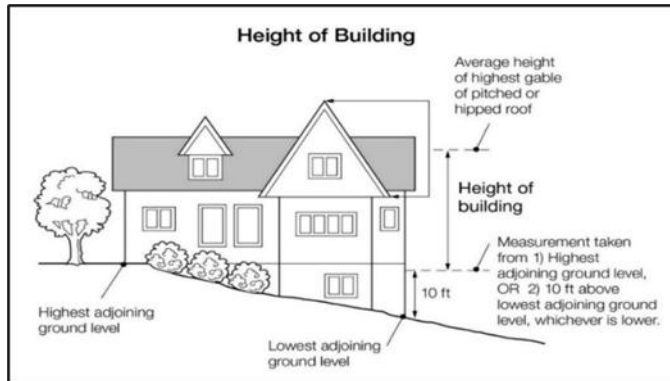 Height of Building
Average height
of highest gable
of pitched or
hipped roof
Height of
building
Measurement taken
from 1) Highest
adjoining ground level,
OR 2) 10 ft above
lowest adjoining ground
level, whichever is lower.
10 ft
Highest adjoining
ground level
Lowest adjoining
ground level